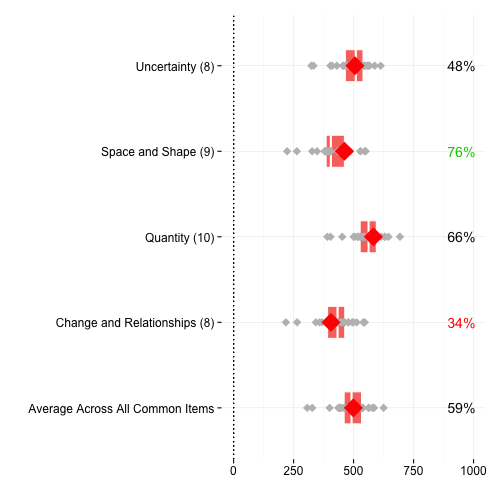 Uncertainty (8) 48%
Space and Shape (9) 76%
Quantity (10) 66%
Change and Relationships (8) 34%
Average Across All Common Items 59%
0 250 500 750 1000